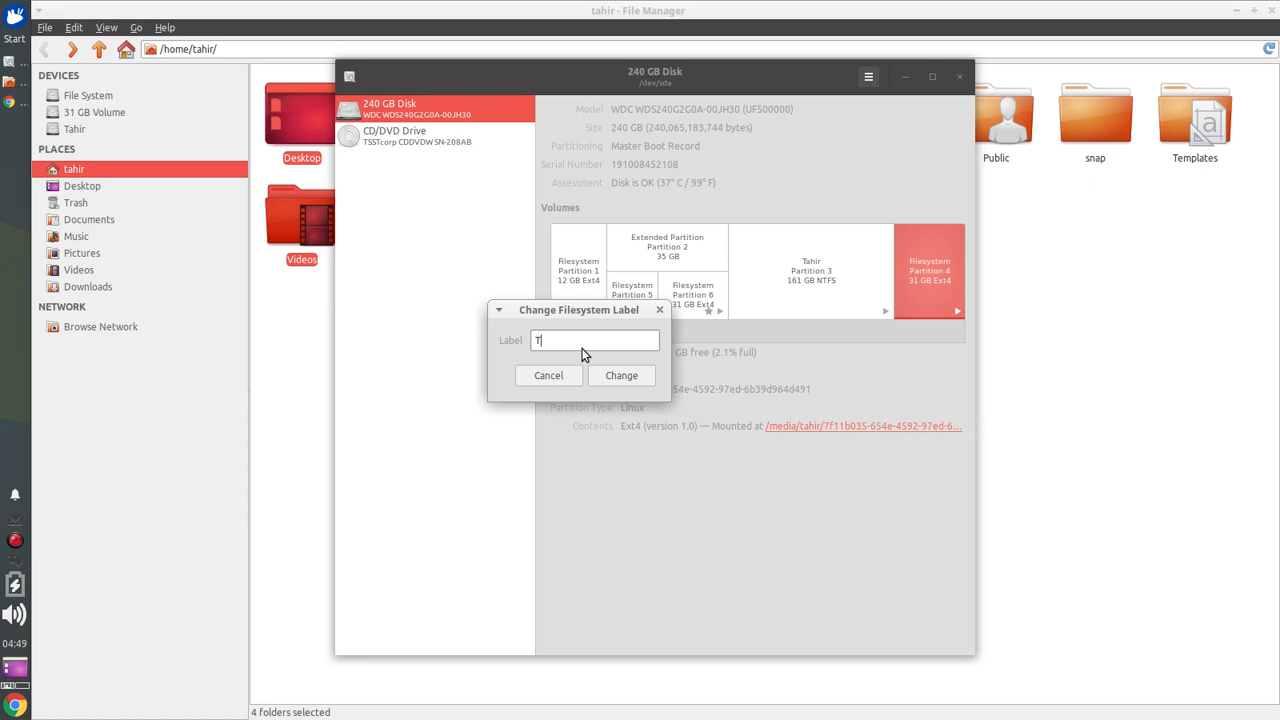 tahir - File Manager
Start
File Edit View Go Help
/home/tahir/
DEVICES
File System
31 GB Volume
Tahir
PLACES
tahir
Desktop
Trash
Documents
Music
Pictures
Videos
Downloads
NETWORK
Browse Network
Desktop
Videos
Public
snap
Templates
240 GB Disk
/dev/sda
240 GB Disk
WDC WDS240G2G0A-00JH30
CD/DVD Drive
TSSTcorp CDDVDW SN-208AB
Model WDC WDS240G2G0A-00JH30 (UF500000)
Size 240 GB (240,065,183,744 bytes)
Partitioning Master Boot Record
Serial Number 191008452108
Assessment Disk is OK (37° C / 99° F)
Volumes
Filesystem
Partition 1
12 GB Ext4
Extended Partition
Partition 2
35 GB
Filesystem
Partition 5
Filesystem
Partition 6
31 GB Ext4
Tahir
Partition 3
161 GB NTFS
Filesystem
Partition 4
31 GB Ext4
Change Filesystem Label
Label T
Cancel Change
GB free (2.1% full)
54e-4592-97ed-6b39d964d491
Partition Type Linux
Contents Ext4 (version 1.0) — Mounted at /media/tahir/7f11b035-654e-4592-97ed-6...
04:49
4 folders selected